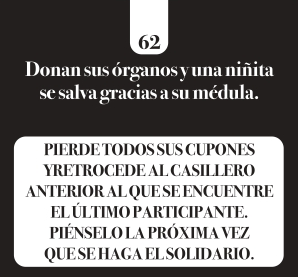 62
Donan sus órganos y una niñita
se salva gracias a su médula.
PIERDE TODOS SUS CUPONES
YRETROCEDE AL CASILLERO
ANTERIOR AL QUE SE ENCUENTRE
EL ÚLTIMO PARTICIPANTE.
PIÉNSELO LA PRÓXIMA VEZ
QUE SE HAGA EL SOLIDARIO.